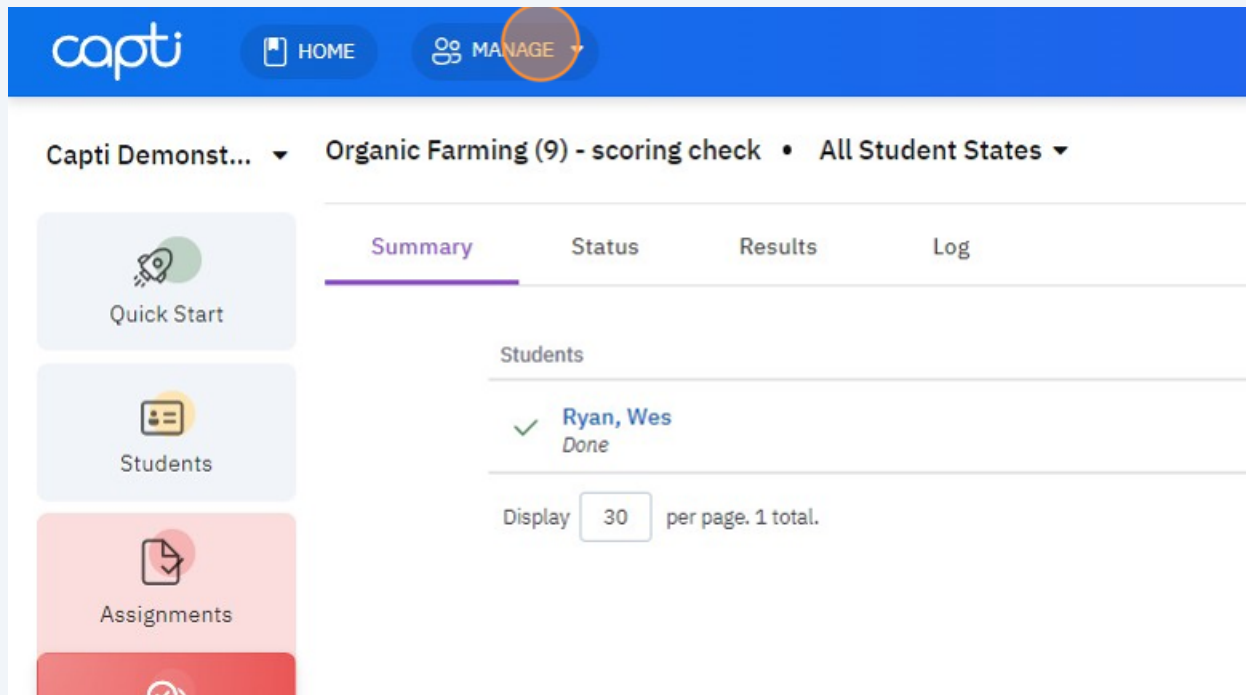 capti HOME MANAGE
Capti Demonst... Organic Farming (9) - scoring check • All Student States
Summary Status Results Log
Quick Start
Students
Ryan, Wes
Done
Students
Display 30 per page. 1 total.
Assignments